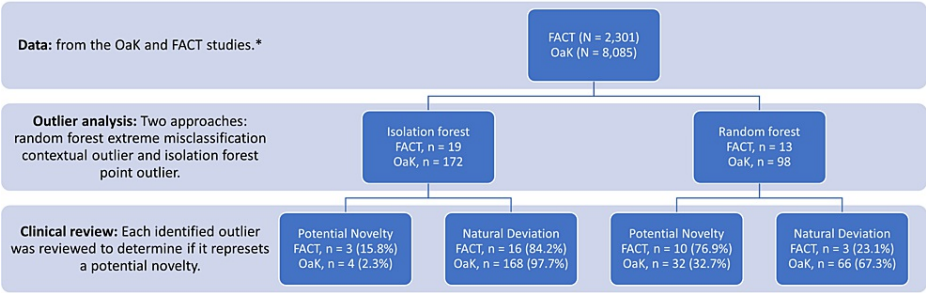 Data: from the OaK and FACT studies.*
FACT (N = 2,301)
OaK (N = 8,085)
Outlier analysis: Two approaches:
random forest extreme misclassification
contextual outlier and isolation forest
point outlier.
Isolation forest
FACT, n = 19
OaK, n = 172
Random forest
FACT, n = 13
OaK, n = 98
Clinical review: Each identified outlier
was reviewed to determine if it represets
a potential novelty.
Potential Novelty
FACT, n = 3 (15.8%)
OaK, n = 4 (2.3%)
Natural Deviation
FACT, n = 16 (84.2%)
OaK, n = 168 (97.7%)
Potential Novelty
FACT, n = 10 (76.9%)
OaK, n = 32 (32.7%)
Natural Deviation
FACT, n = 3 (23.1%)
OaK, n = 66 (67.3%)